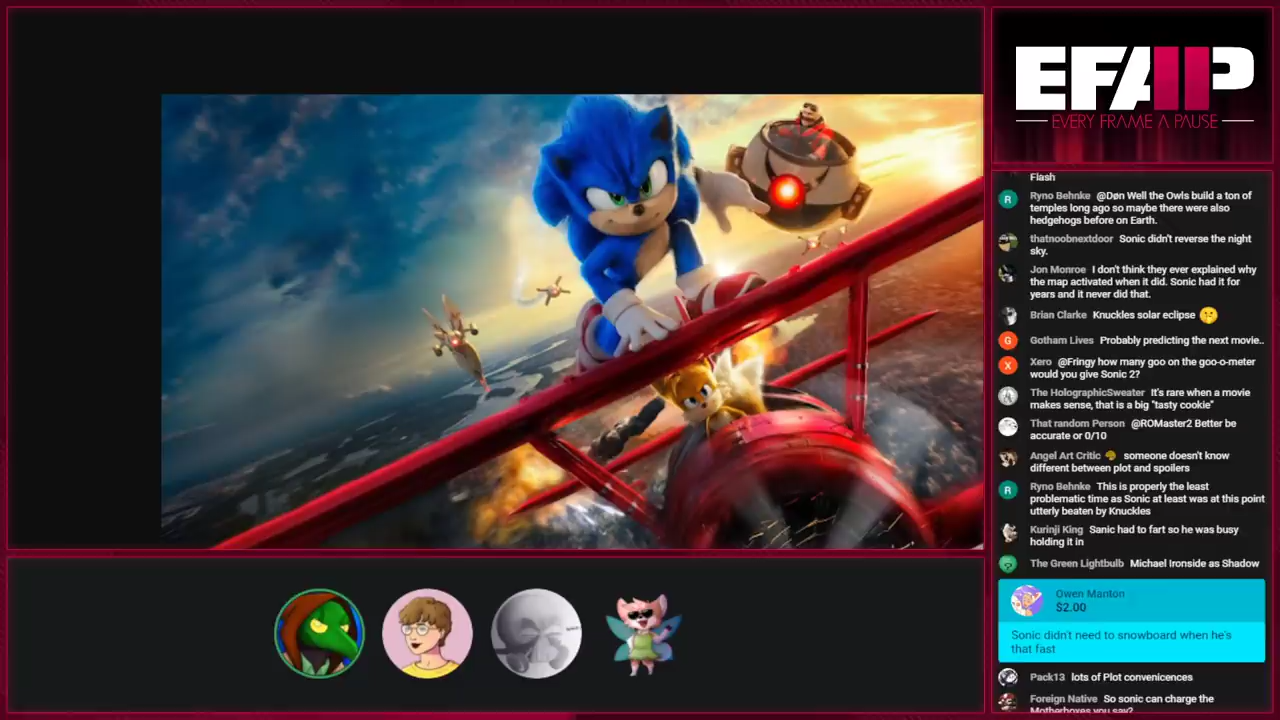 EFAP
EVERY FRAME A PAUSE
Flash
Ryno Behnke @Døn Well the Owls build a ton of
temples long ago so maybe there were also
hedgehogs before on Earth.
thatnoobnextdoor Sonic didn't reverse the night
sky.
Jon Monroe I don't think they ever explained why
the map activated when it did. Sonic had it for
years and it never did that.
Brian Clarke Knuckles solar eclipse
Gotham Lives Probably predicting the next movie..
Xero @Fringy how many goo on the goo-o-meter
would you give Sonic 2?
The HolographicSweater It's rare when a movie
makes sense, that is a big "tasty cookie"
That random Person @ROMaster2 Better be
accurate or 0/10
Angel Art Critic someone doesn't know
different between plot and spoilers
Ryno Behnke This is properly the least
problematic time as Sonic at least was at this point
utterly beaten by Knuckles
Kurinji King Sanic had to fart so he was busy
holding it in
The Green Lightbulb Michael Ironside as Shadow
Owen Manton
$2.00
Sonic didn't need to snowboard when he's
that fast
Pack13 lots of Plot convenicences
Foreign Native So sonic can charge the
Motherboxes you say?